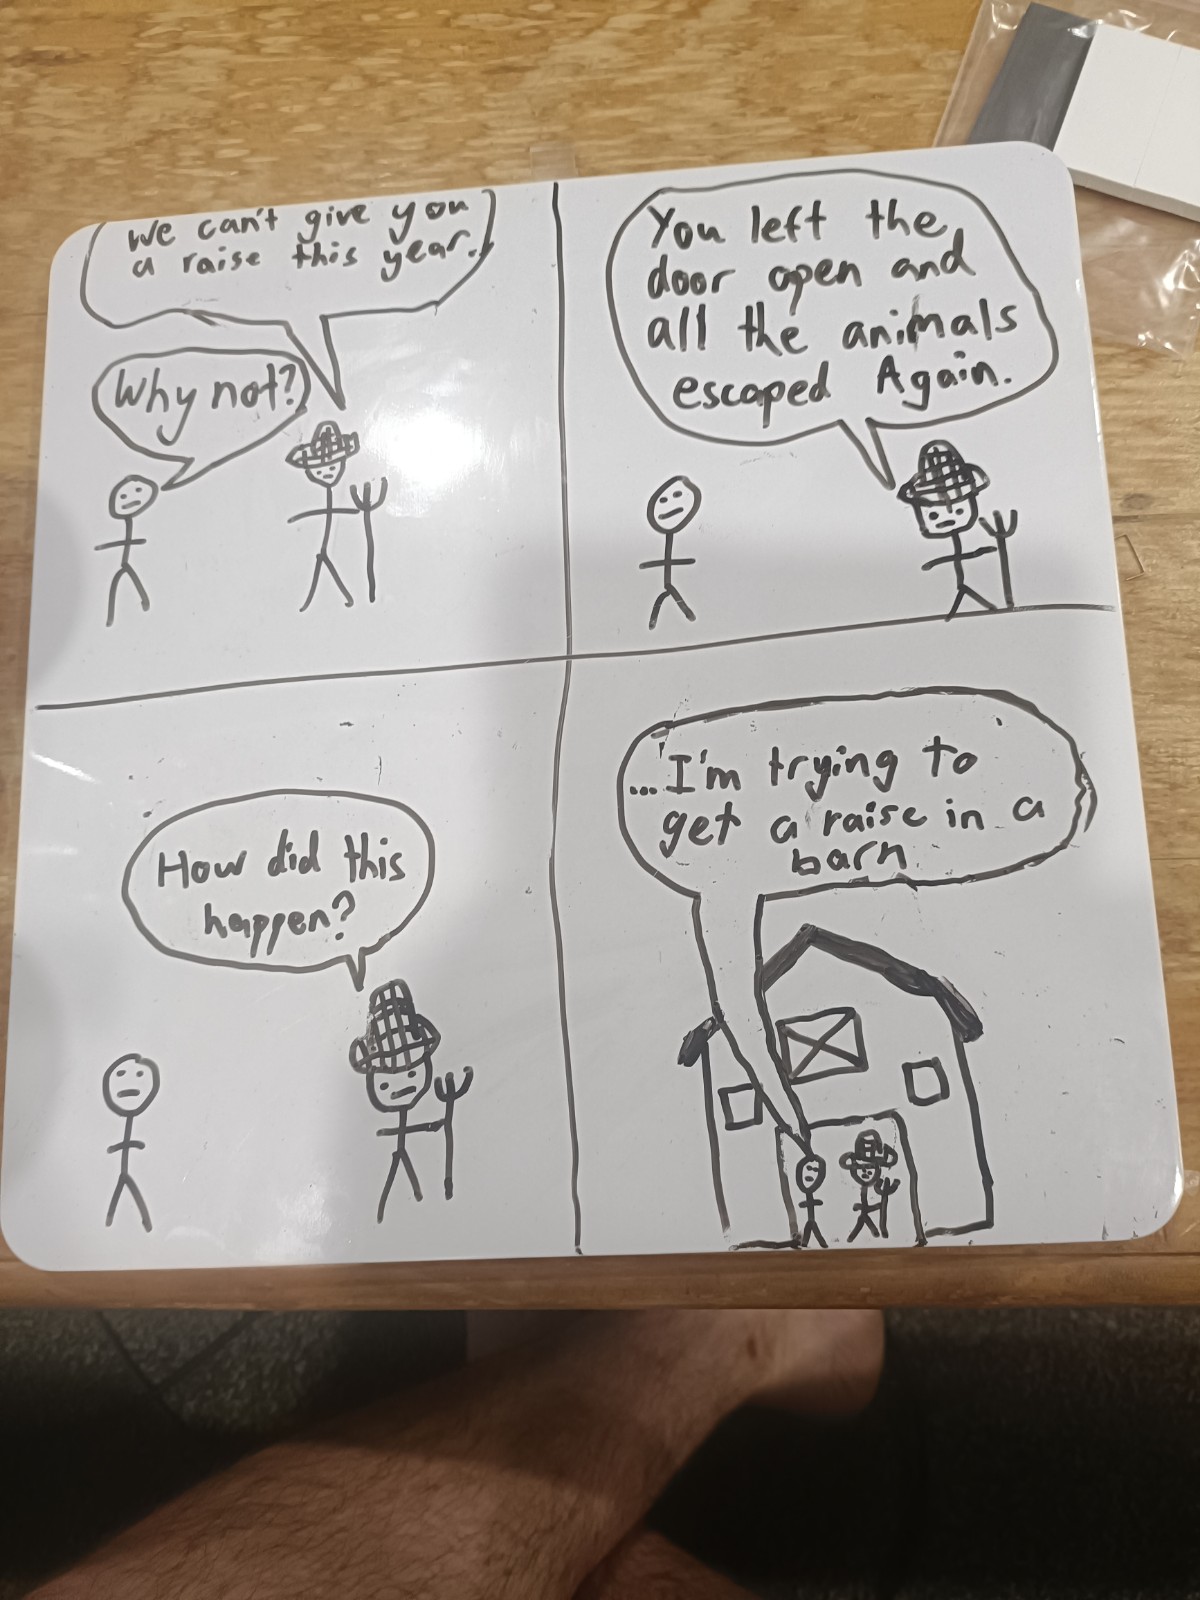 We can't give you
a raise this year.
Why not?
You left the
door open and
all the animals
escaped Again.
How did this
happen?
...I'm trying to
get a raise in a
barn